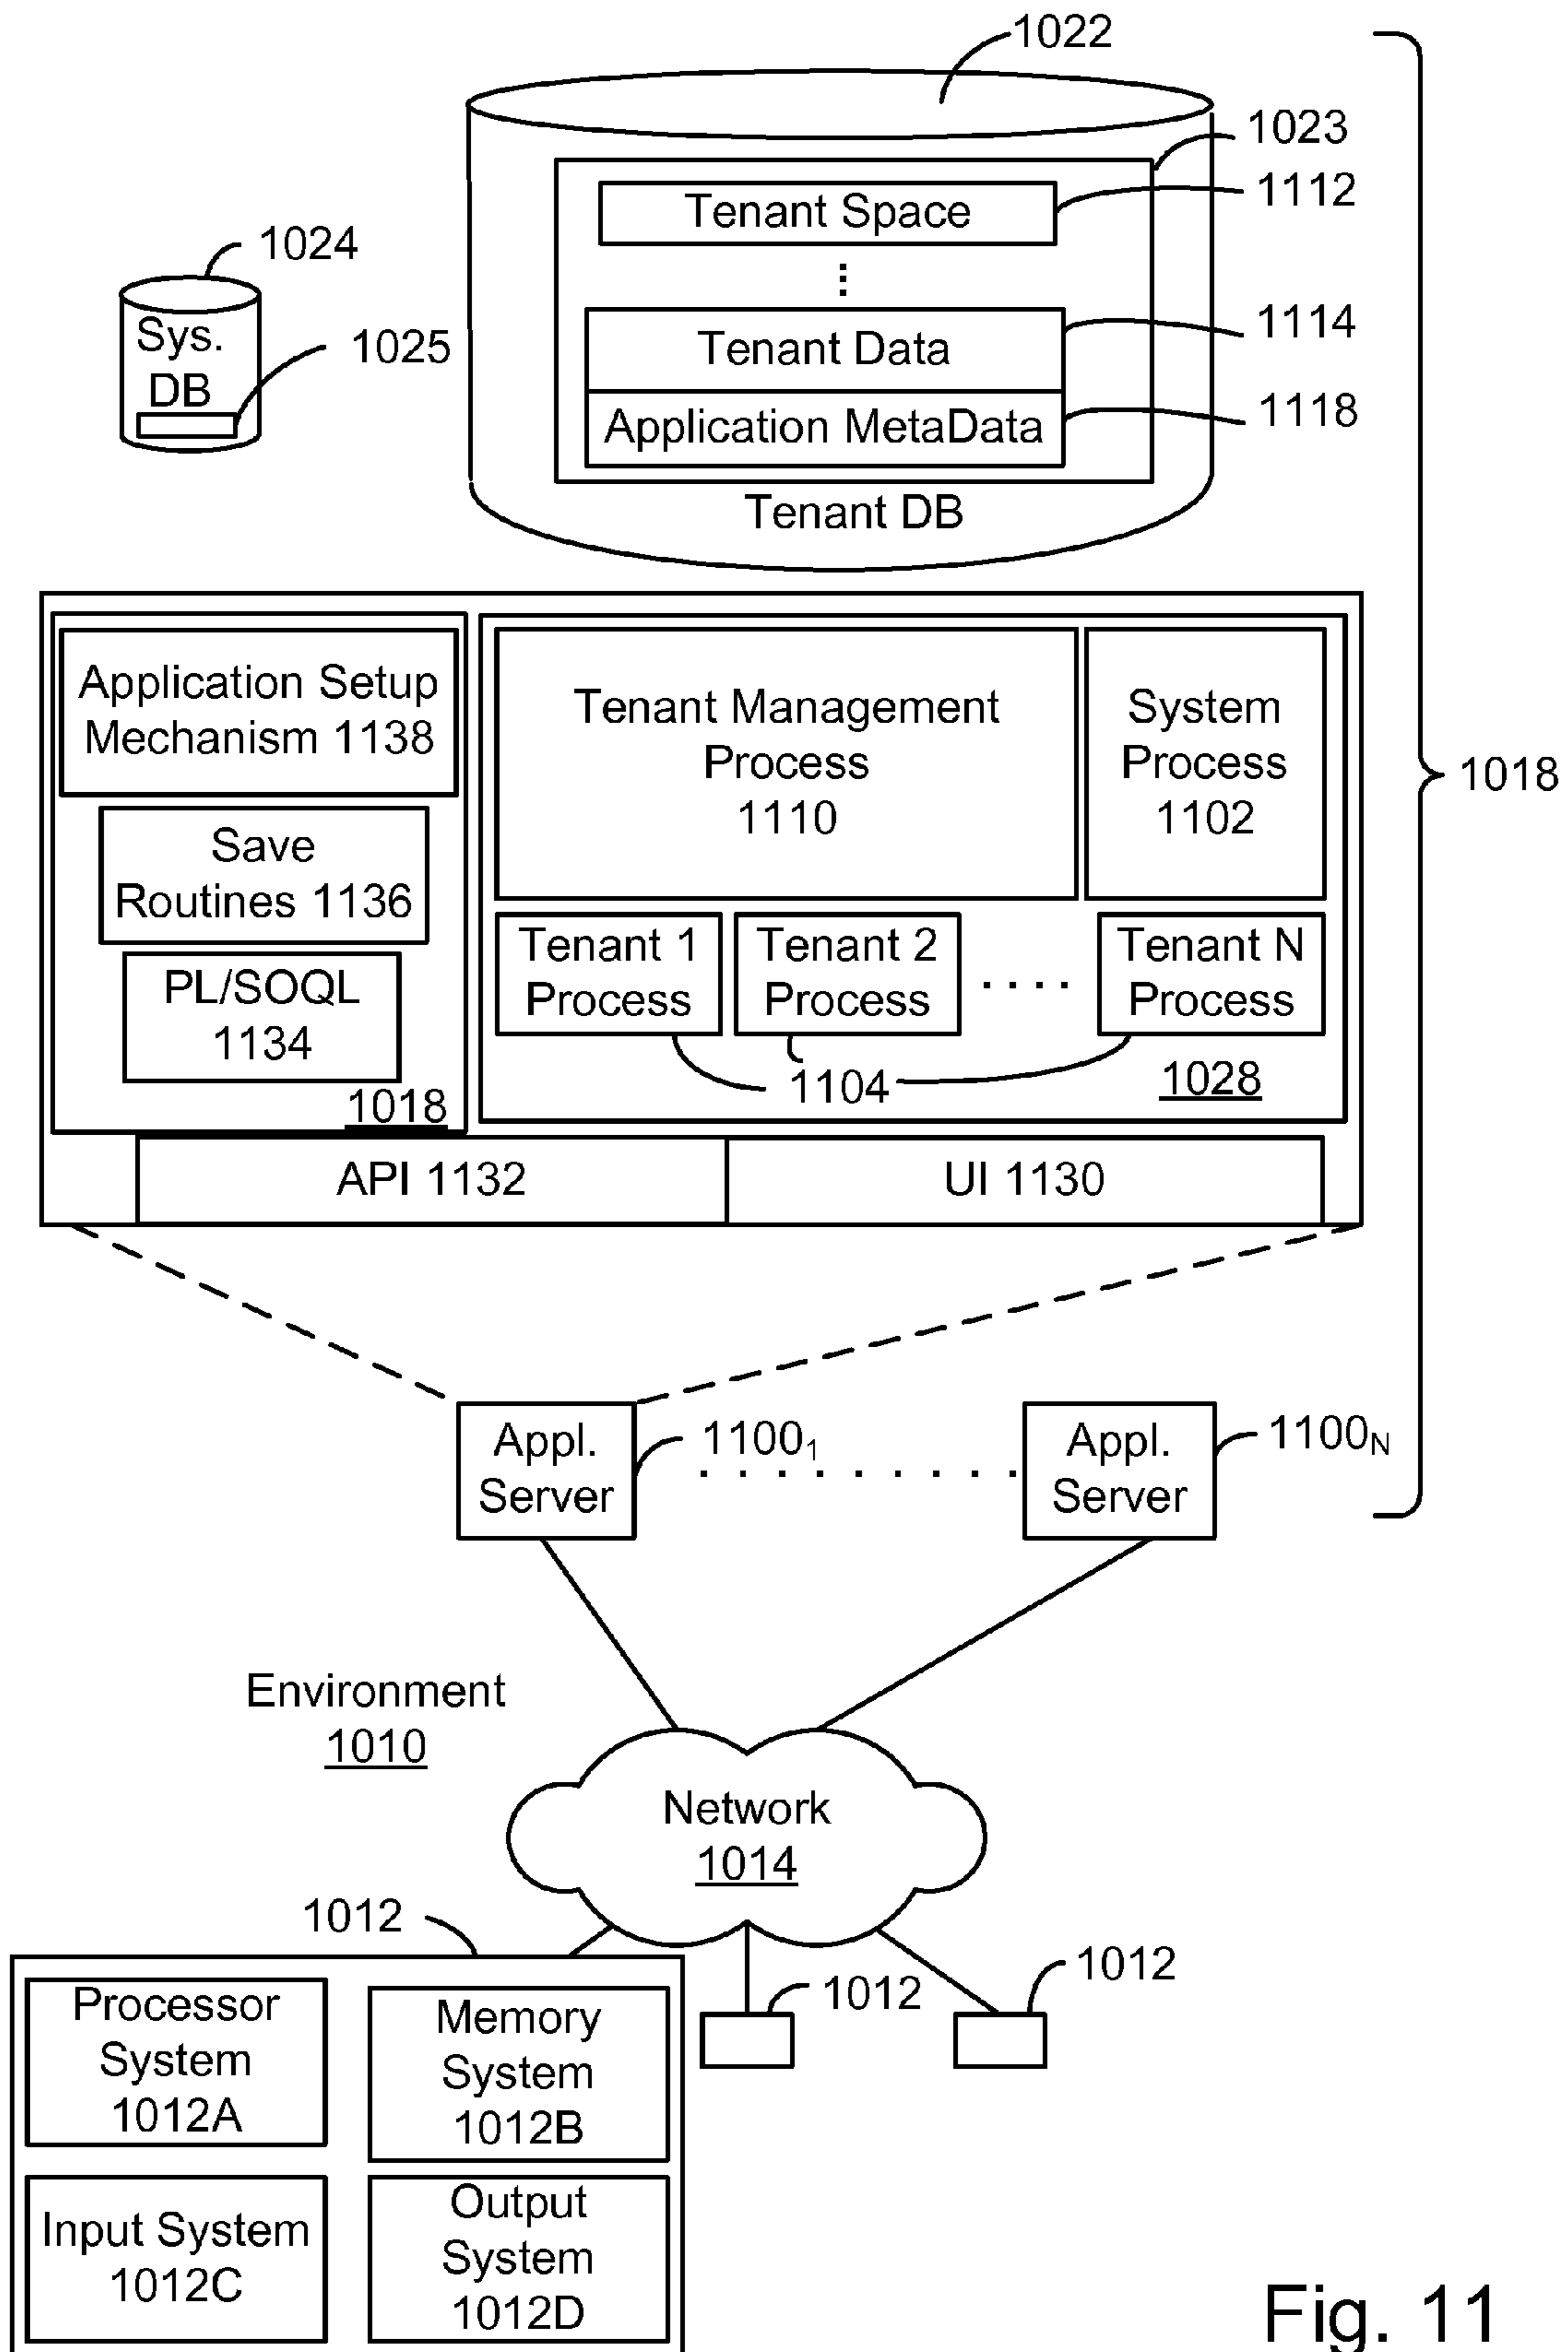 1022
1023
Tenant Space
1112
1024
Sys.
DB
1025
Tenant Data
1114
Application MetaData
1118
Tenant DB
Application Setup
Mechanism 1138
Save
Routines 1136
PL/SOQL
1134
1018
Tenant Management
Process
1110
System
Process
1102
Tenant 1
Process
Tenant 2
Process
Tenant N
Process
1104
1028
API 1132
UI 1130
1018
Appl.
Server
1100₁
Appl.
Server
1100N
Environment
1010
Network
1014
1012
1012
1012
Processor
System
1012A
Memory
System
1012B
Input System
1012C
Output
System
1012D
Fig. 11